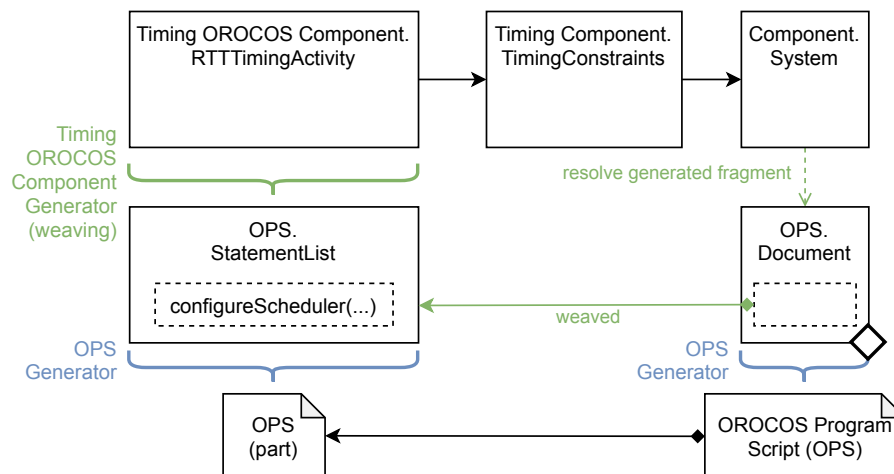 Timing OROCOS Component.
RTTTimingActivity
Timing Component.
TimingConstraints
Component.
System
Timing
OROCOS
Component
Generator
(weaving)
resolve generated fragment
OPS.
StatementList
configureScheduler(...)
OPS.
Document
weaved
OPS
Generator
OPS
Generator
OPS
(part)
OROCOS Program
Script (OPS)